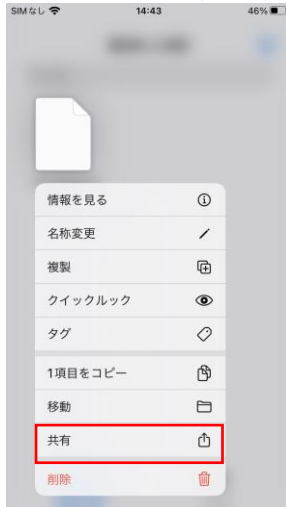 SIMなし 14:43 46%
情報を見る
名称変更
複製
クイックルック
タグ
1項目をコピー
移動
共有
削除